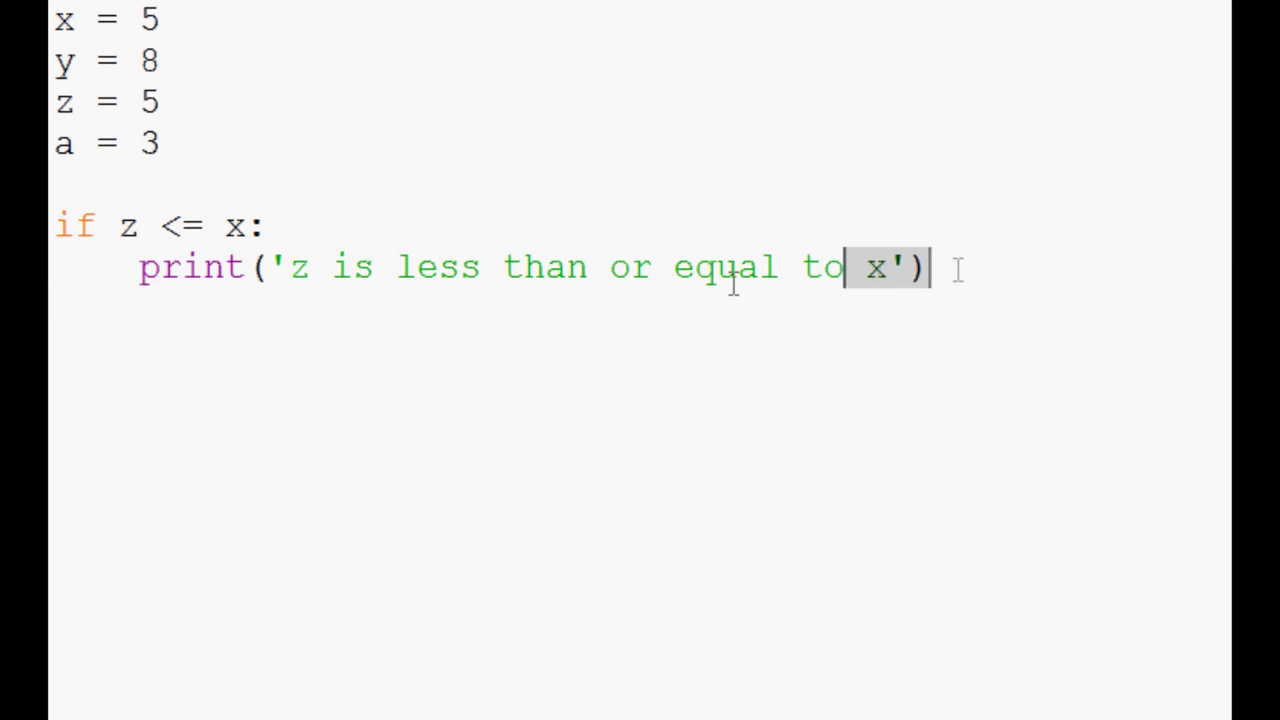 x = 5
y = 8
z = 5
a = 3
if z <= x:
    print('z is less than or equal to x')